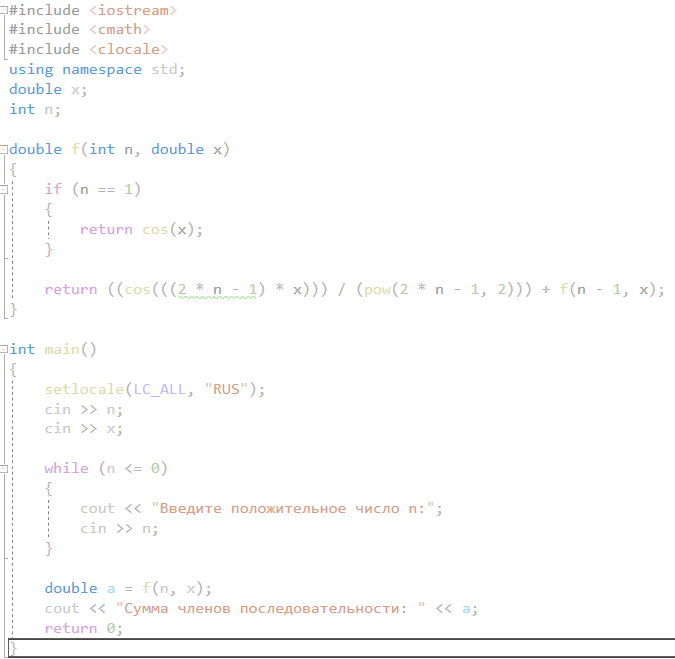 #include <iostream>
#include <cmath>
#include <clocale>
using namespace std;
double x;
int n;
double f(int n, double x)
{
if (n == 1)
{
return cos(x);
}
return ((cos(((2 * n - 1) * x))) / (pow(2 * n - 1, 2))) + f(n - 1, x);
}
int main()
{
setlocale(LC_ALL, "RUS");
cin >> n;
cin >> x;
while (n <= 0)
{
cout << "Введите положительное число n:";
cin >> n;
}
double a = f(n, x);
cout << "Сумма членов последовательности: " << a;
return 0;
}